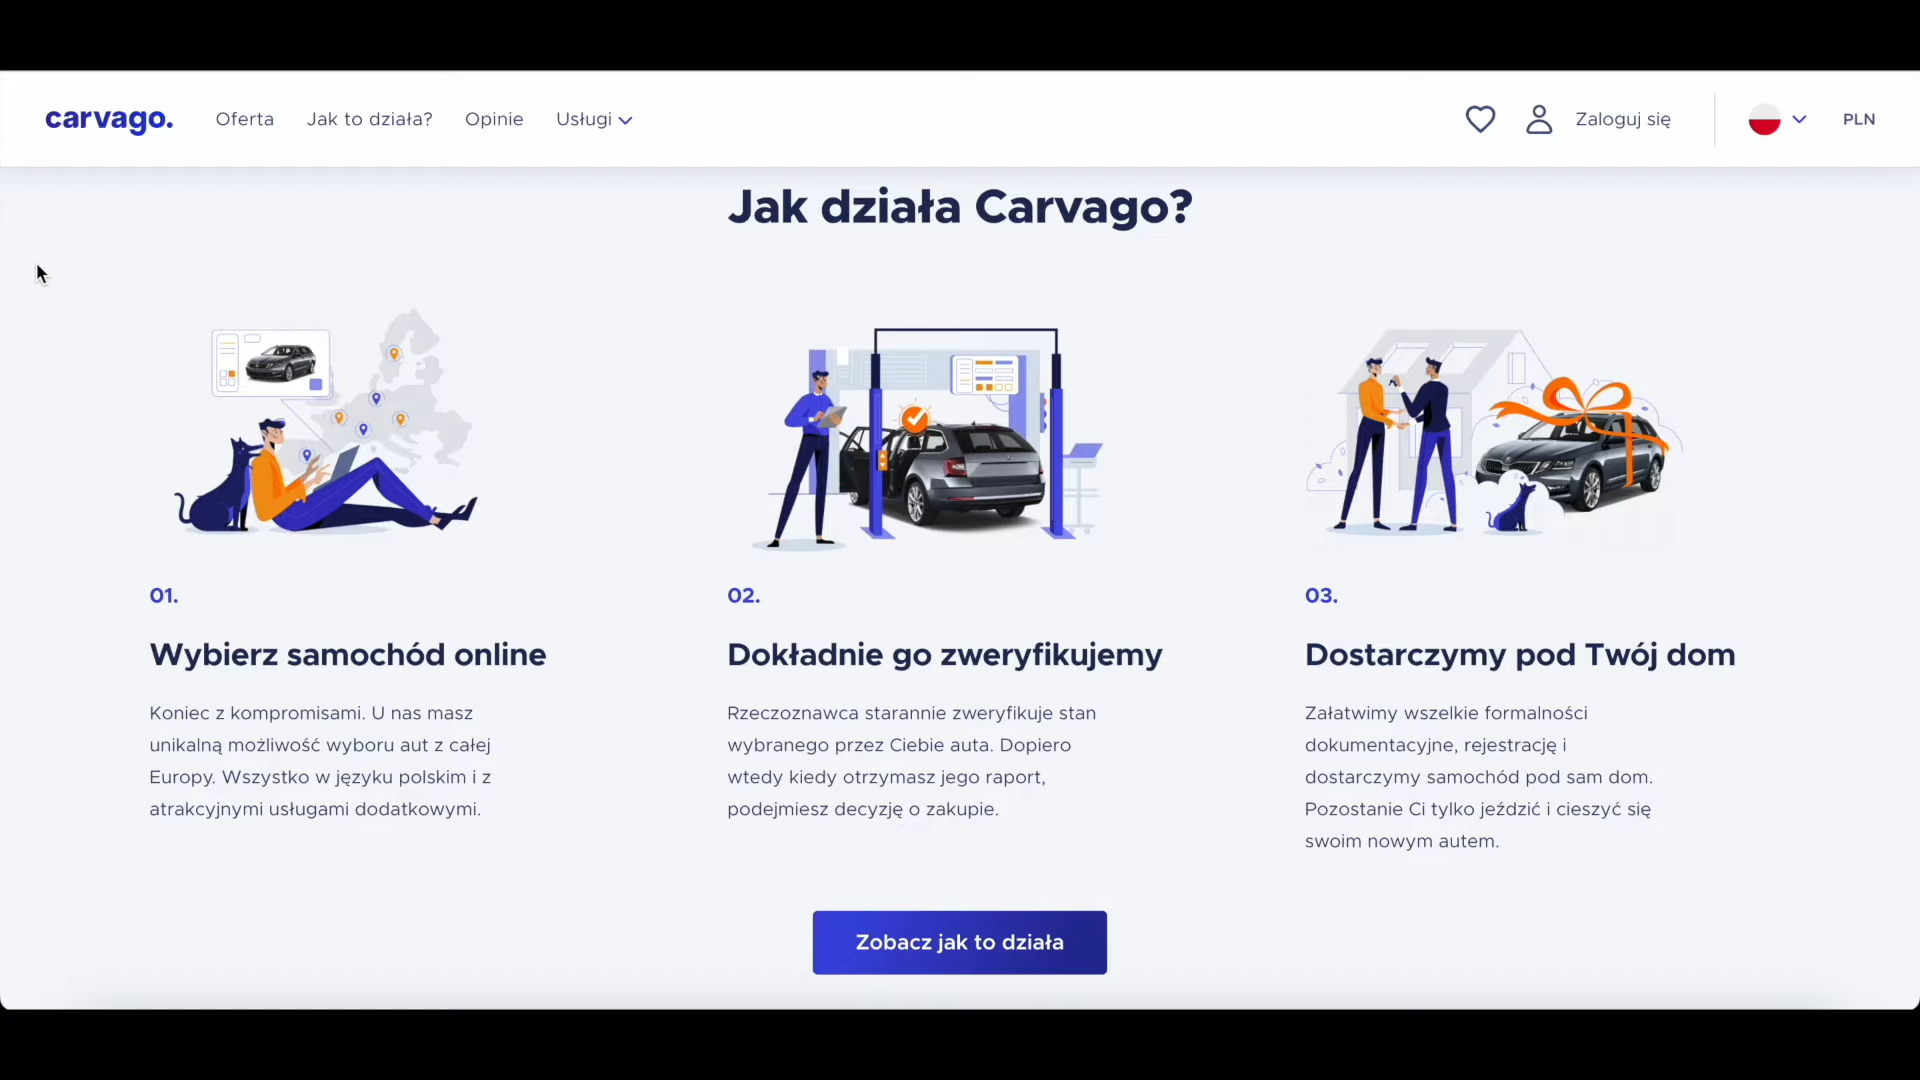 carvago.
Oferta
Jak to działa?
Opinie
Usługi
Zaloguj się
PLN
Jak działa Carvago?
01.
Wybierz samochód online
Koniec z kompromisami. U nas masz
unikalną możliwość wyboru aut z całej
Europy. Wszystko w języku polskim i z
atrakcyjnymi usługami dodatkowymi.
02.
Dokładnie go zweryfikujemy
Rzeczoznawca starannie zweryfikuje stan
wybranego przez Ciebie auta. Dopiero
wtedy kiedy otrzymasz jego raport,
podejmiesz decyzję o zakupie.
03.
Dostarczymy pod Twój dom
Załatwimy wszelkie formalności
dokumentacyjne, rejestrację i
dostarczymy samochód pod sam dom.
Pozostanie Ci tylko jeździć i cieszyć się
swoim nowym autem.
Zobacz jak to działa